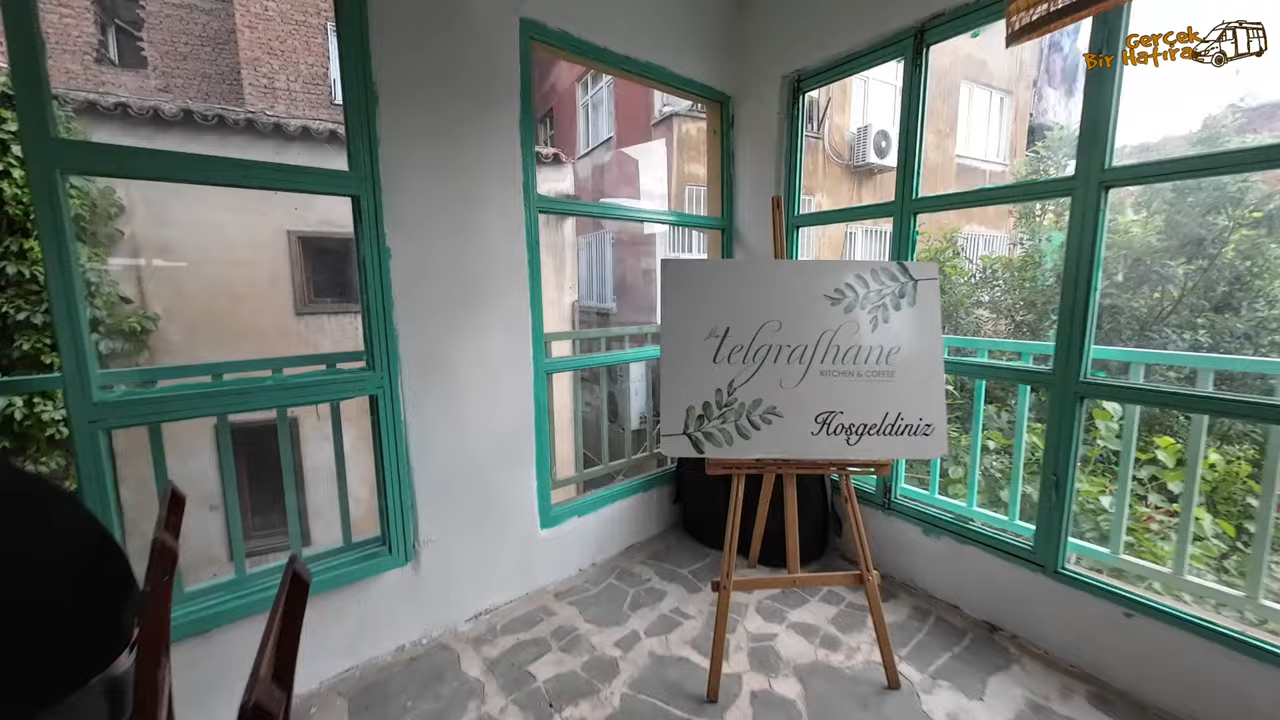 Gerçek
Bir Hatıra
the
telgrafhane
KITCHEN & COFFEE
Hoşgeldiniz